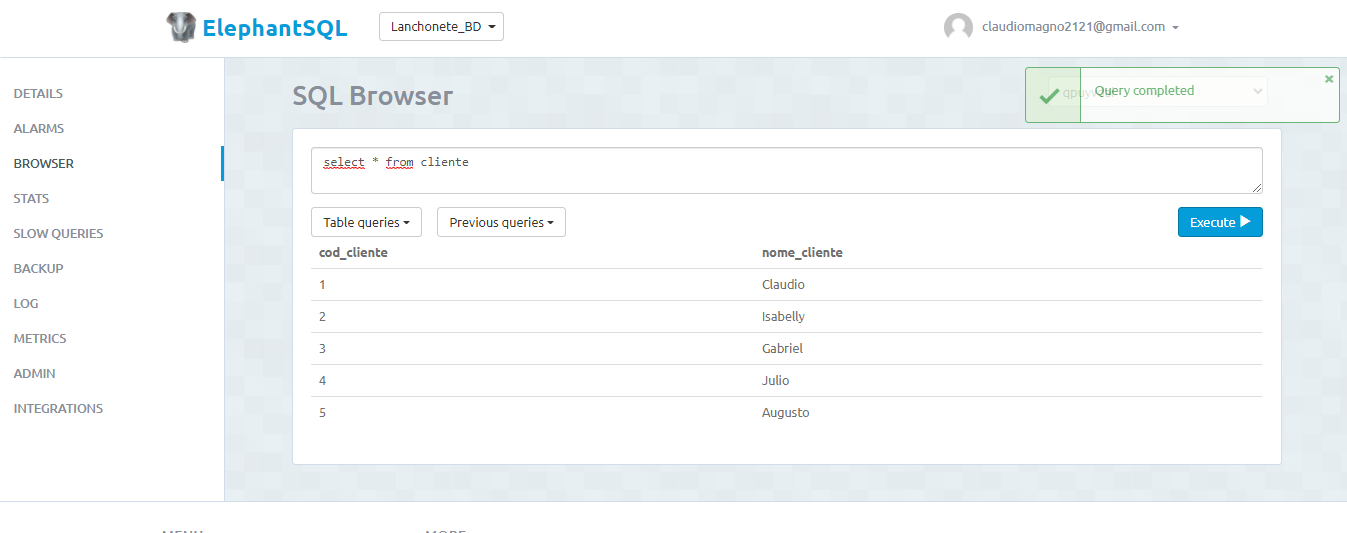 ElephantSQL
Lanchonete_BD
claudiomagno2121@gmail.com
DETAILS
ALARMS
BROWSER
STATS
SLOW QUERIES
BACKUP
LOG
METRICS
ADMIN
INTEGRATIONS
SQL Browser
Query completed
select * from cliente
Table queries
Previous queries
Execute
cod_cliente nome_cliente
1 Claudio
2 Isabelly
3 Gabriel
4 Julio
5 Augusto
MENU
MORE